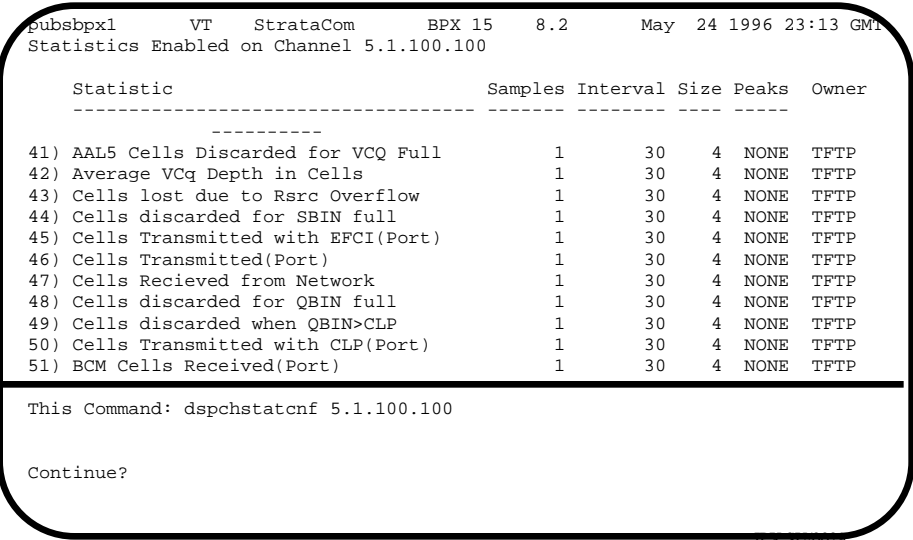 pubsbpx1 VT StrataCom BPX 15 8.2 May 24 1996 23:13 GMT
Statistics Enabled on Channel 5.1.100.100
Statistic Samples Interval Size Peaks Owner
------------------------------------ ------- -------- ---- -----
----------
41) AAL5 Cells Discarded for VCQ Full 1 30 4 NONE TFTP
42) Average VCq Depth in Cells 1 30 4 NONE TFTP
43) Cells lost due to Rsrc Overflow 1 30 4 NONE TFTP
44) Cells discarded for SBIN full 1 30 4 NONE TFTP
45) Cells Transmitted with EFCI(Port) 1 30 4 NONE TFTP
46) Cells Transmitted(Port) 1 30 4 NONE TFTP
47) Cells Recieved from Network 1 30 4 NONE TFTP
48) Cells discarded for QBIN full 1 30 4 NONE TFTP
49) Cells discarded when QBIN>CLP 1 30 4 NONE TFTP
50) Cells Transmitted with CLP(Port) 1 30 4 NONE TFTP
51) BCM Cells Received(Port) 1 30 4 NONE TFTP
This Command: dspchstatcnf 5.1.100.100
Continue?